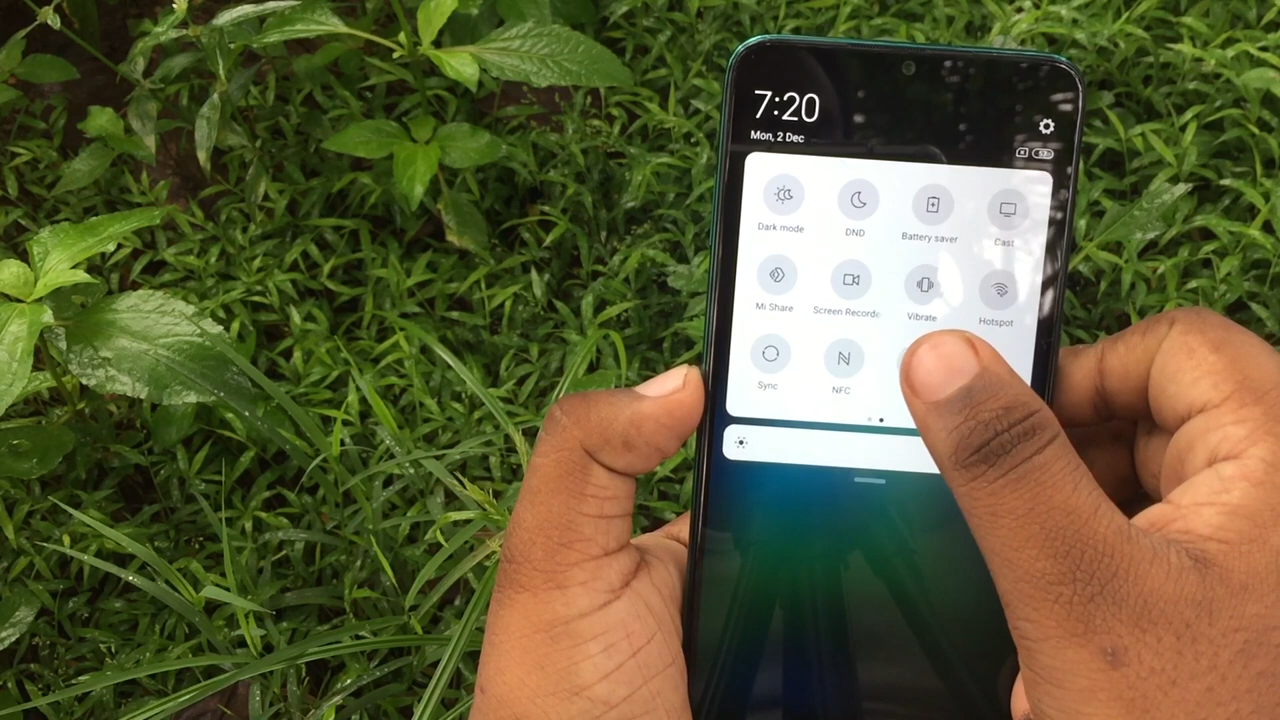 7:20
Mon, 2 Dec
Dark mode
DND
Battery saver
Cast
Mi Share
Screen Recorde
Vibrate
Hotspot
Sync
NFC